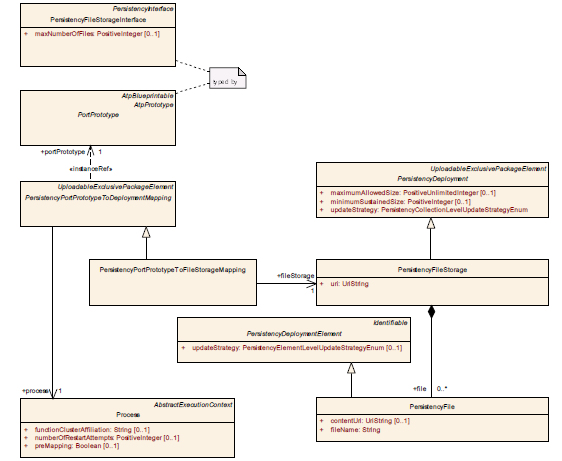 PersistencyInterface
PersistencyFileStorageInterface
+ maxNumberOfFiles: PositiveInteger [0..1]
typed by
AtpBlueprintable
AtpPrototype
PortPrototype
+portPrototype 1
«instanceRef»
UploadableExclusivePackageElement
PersistencyPortPrototypeToDeploymentMapping
UploadableExclusivePackageElement
PersistencyDeployment
+ maximumAllowedSize: PositiveUnlimitedInteger [0..1]
+ minimumSustainedSize: PositiveInteger [0..1]
+ updateStrategy: PersistencyCollectionLevelUpdateStrategyEnum
PersistencyPortPrototypeToFileStorageMapping
+fileStorage
1
PersistencyFileStorage
+ uri: UriString
Identifiable
PersistencyDeploymentElement
+ updateStrategy: PersistencyElementLevelUpdateStrategyEnum [0..1]
+process 1
+file 0..*
AbstractExecutionContext
Process
+ functionClusterAffiliation: String [0..1]
+ numberOfRestartAttempts: PositiveInteger [0..1]
+ preMapping: Boolean [0..1]
PersistencyFile
+ contentUri: UriString [0..1]
+ fileName: String